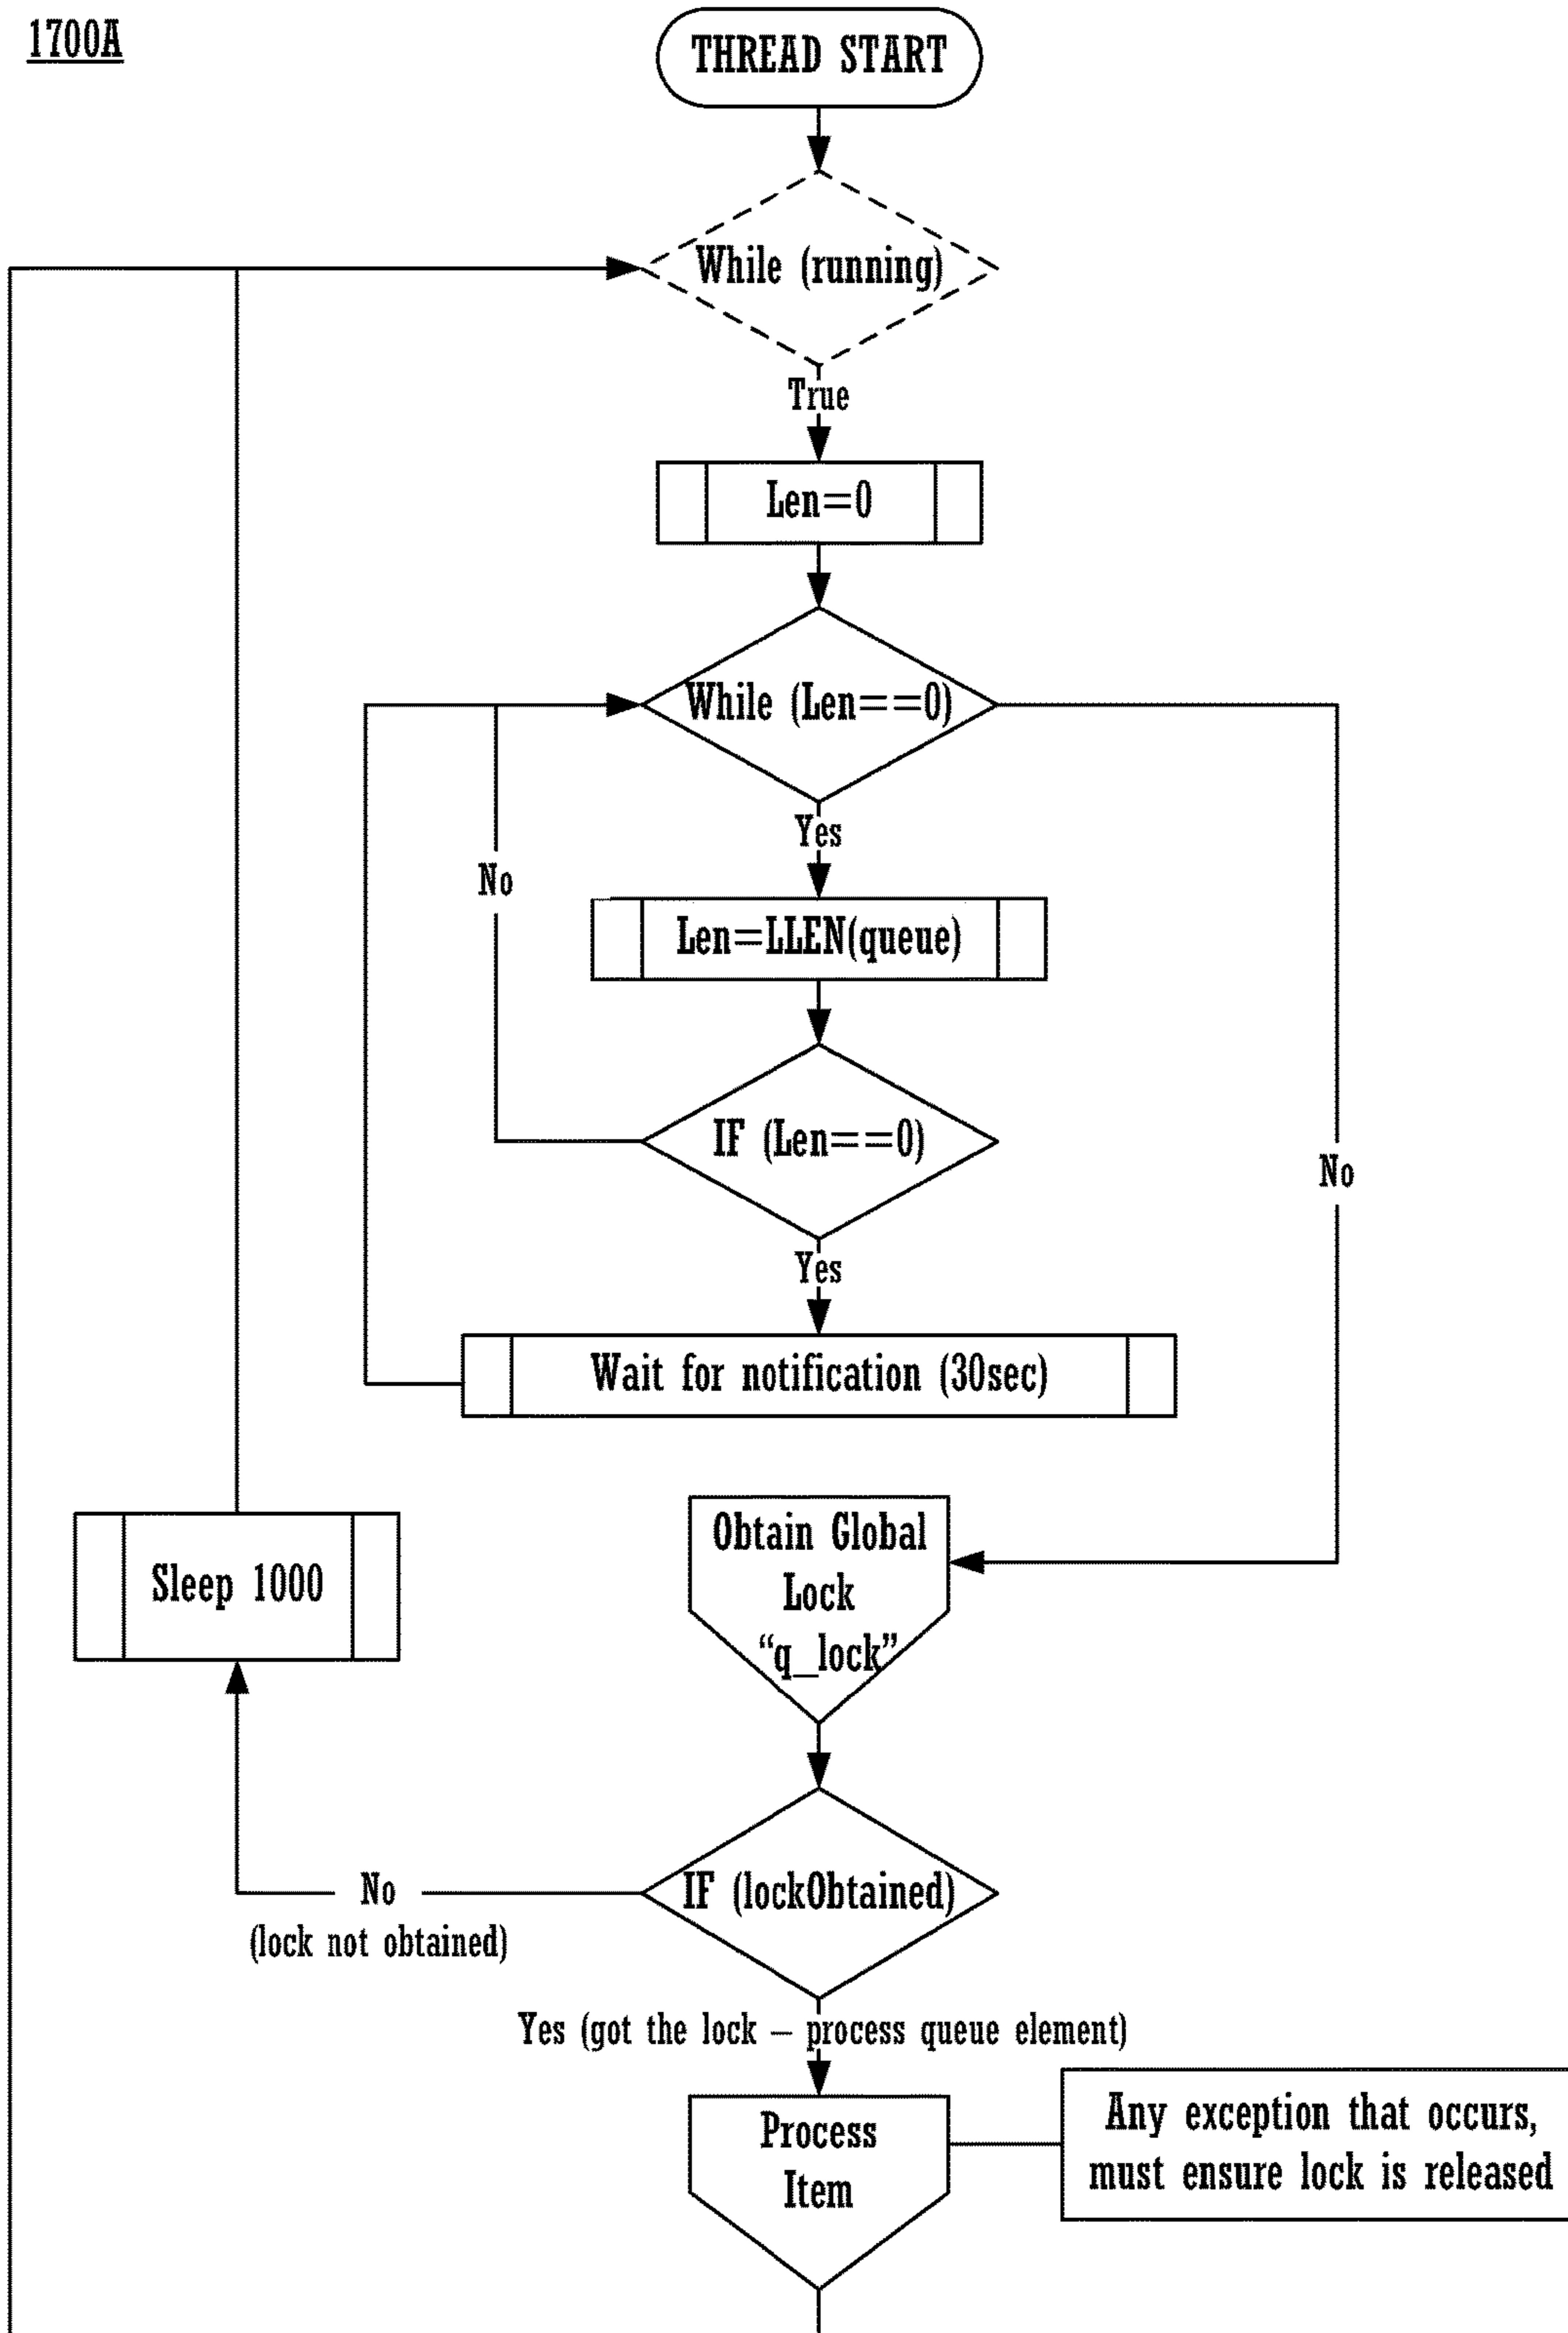 1700A
THREAD START
While (running)
True
Len=0
While (Len==0)
Yes
No
Len=LLEN(queue)
IF (Len==0)
No
Yes
Wait for notification (30sec)
Obtain Global
Lock
“q_lock”
Sleep 1000
IF (lockObtained)
No
(lock not obtained)
Yes (got the lock – process queue element)
Process
Item
Any exception that occurs,
must ensure lock is released